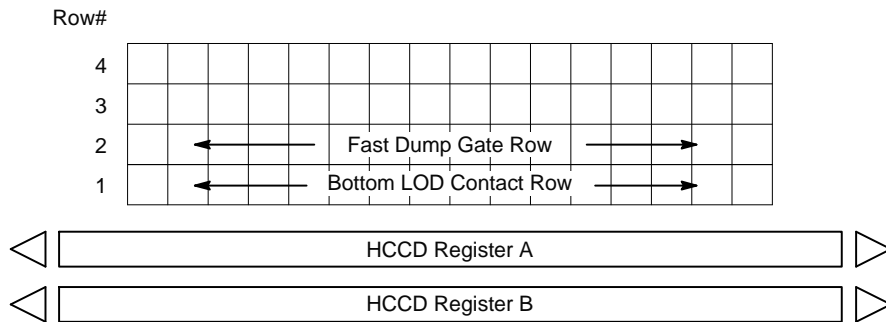 Row#
4
3
2 Fast Dump Gate Row
1 Bottom LOD Contact Row
HCCD Register A
HCCD Register B